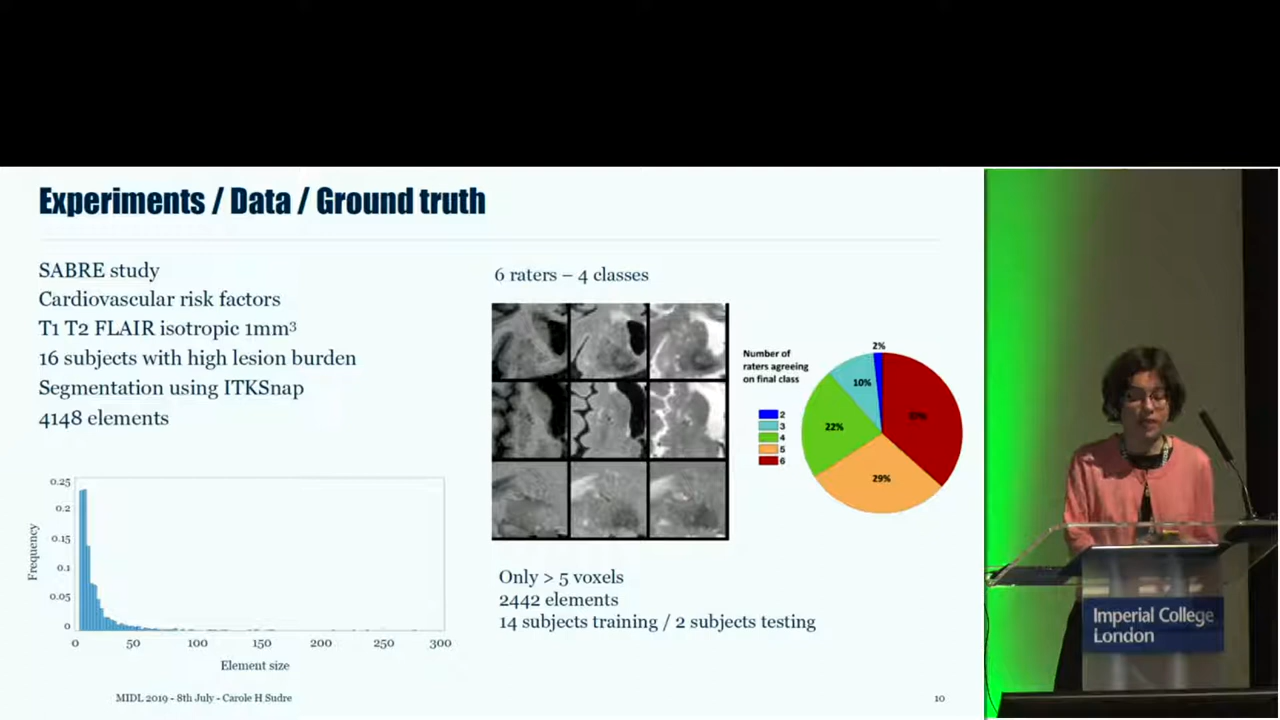 Experiments / Data / Ground truth
SABRE study
Cardiovascular risk factors
T1 T2 FLAIR isotropic 1mm³
16 subjects with high lesion burden
Segmentation using ITKSnap
4148 elements
0.25
0.2
0.15
0.1
0.05
0
Frequency
0 50 100 150 200 250 300
Element size
6 raters – 4 classes
Number of
raters agreeing
on final class
2
3
4
5
6
2%
10%
22%
29%
Only > 5 voxels
2442 elements
14 subjects training / 2 subjects testing
MIDL 2019 - 8th July - Carole H Sudre
10
Imperial College
London